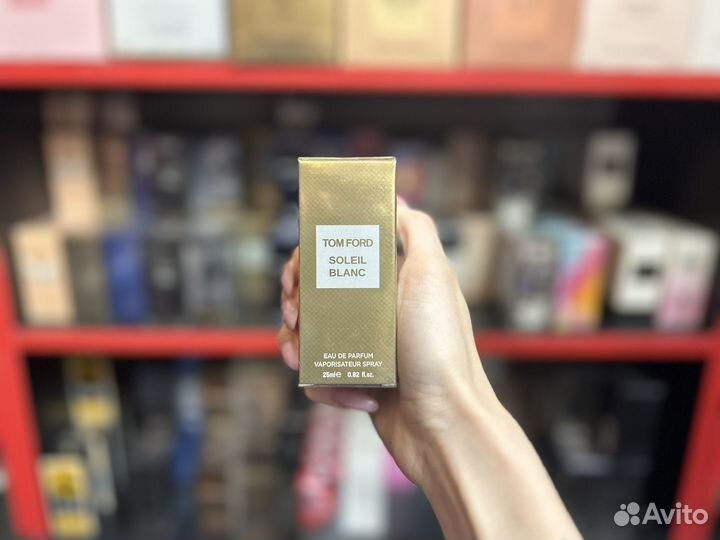 TOM FORD
SOLEIL
BLANC
EAU DE PARFUM
VAPORISATEUR SPRAY
25ml℮ 0.82 fl.oz.
Avito